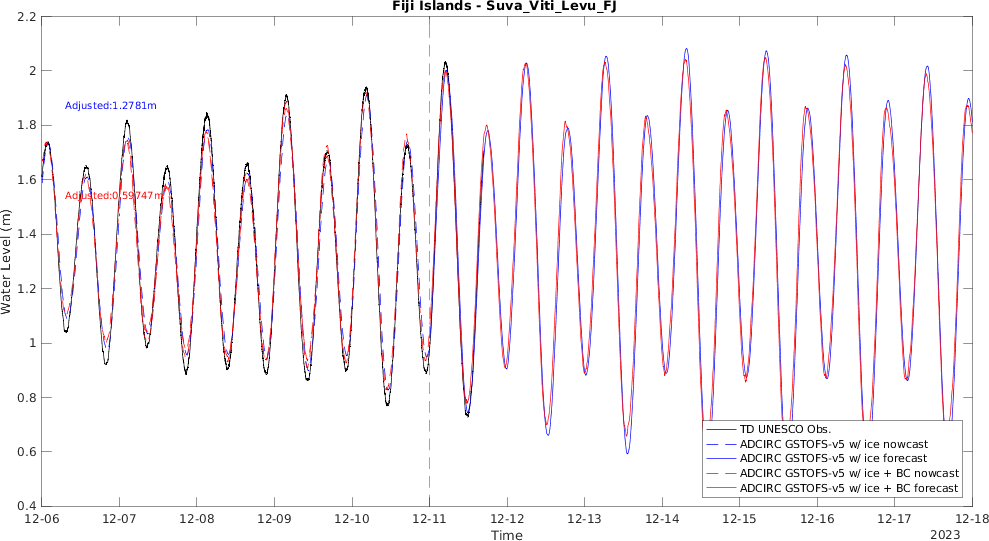 Fiji Islands - Suva_Viti_Levu_FJ
2.2
2
1.8
1.6
1.4
1.2
1
0.8
0.6
0.4
Water Level (m)
Adjusted:1.2781m
Adjusted:0.59747m
TD UNESCO Obs.
ADCIRC GSTOFS-v5 w/ ice nowcast
ADCIRC GSTOFS-v5 w/ ice forecast
ADCIRC GSTOFS-v5 w/ ice + BC nowcast
ADCIRC GSTOFS-v5 w/ ice + BC forecast
12-06 12-07 12-08 12-09 12-10 12-11 12-12 12-13 12-14 12-15 12-16 12-17 12-18
Time
2023